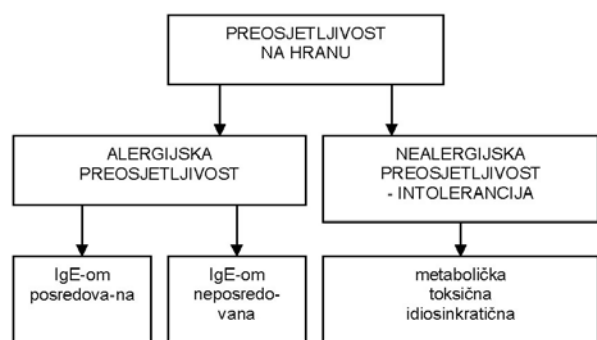 PREOSJETLJIVOST
NA HRANU
ALERGIJSKA
PREOSJETLJIVOST
NEALERGIJSKA
PREOSJETLJIVOST
- INTOLERANCIJA
IgE-om
posredova-na
IgE-om
neposredo-
vana
metabolička
toksična
idiosinkratična